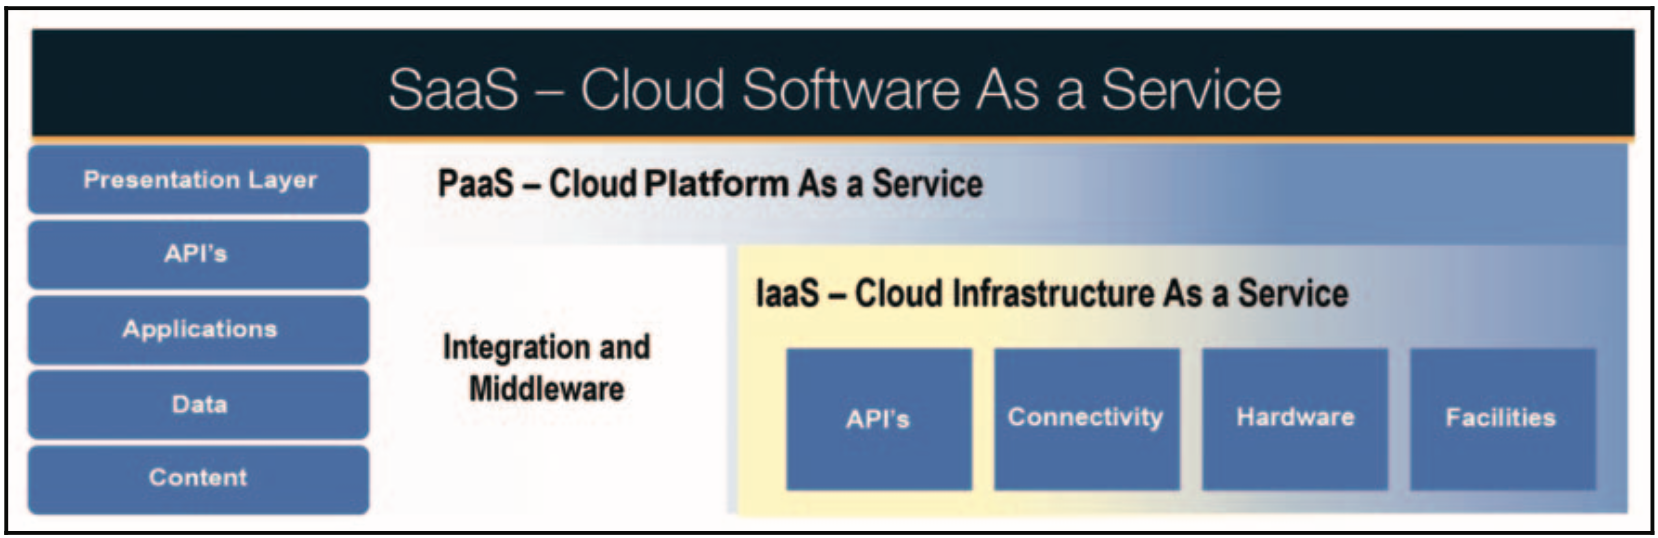 SaaS – Cloud Software As a Service
Presentation Layer
API's
Applications
Data
Content
PaaS – Cloud Platform As a Service
Integration and
Middleware
IaaS – Cloud Infrastructure As a Service
API's
Connectivity
Hardware
Facilities